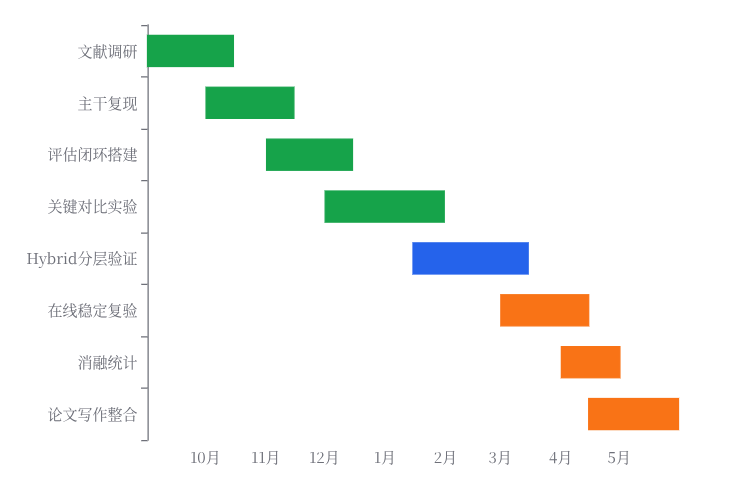 文献调研
主干复现
评估闭环搭建
关键对比实验
Hybrid分层验证
在线稳定复验
消融统计
论文写作整合
10月 11月 12月 1月 2月 3月 4月 5月